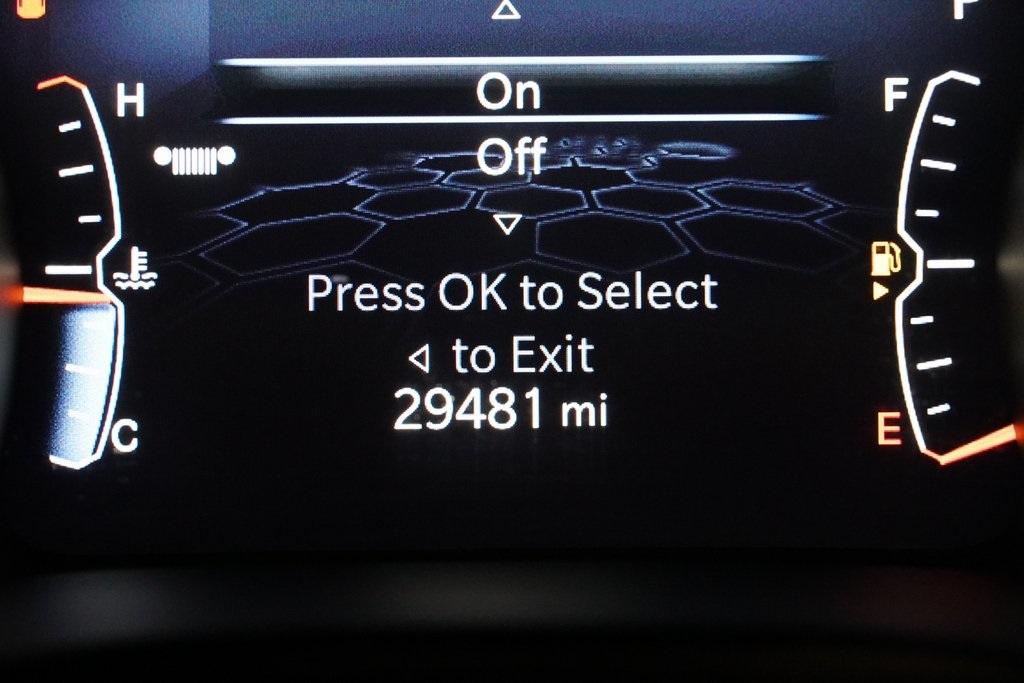 P
On
H
F
Off
Press OK to Select
◁ to Exit
29481 mi
C
E